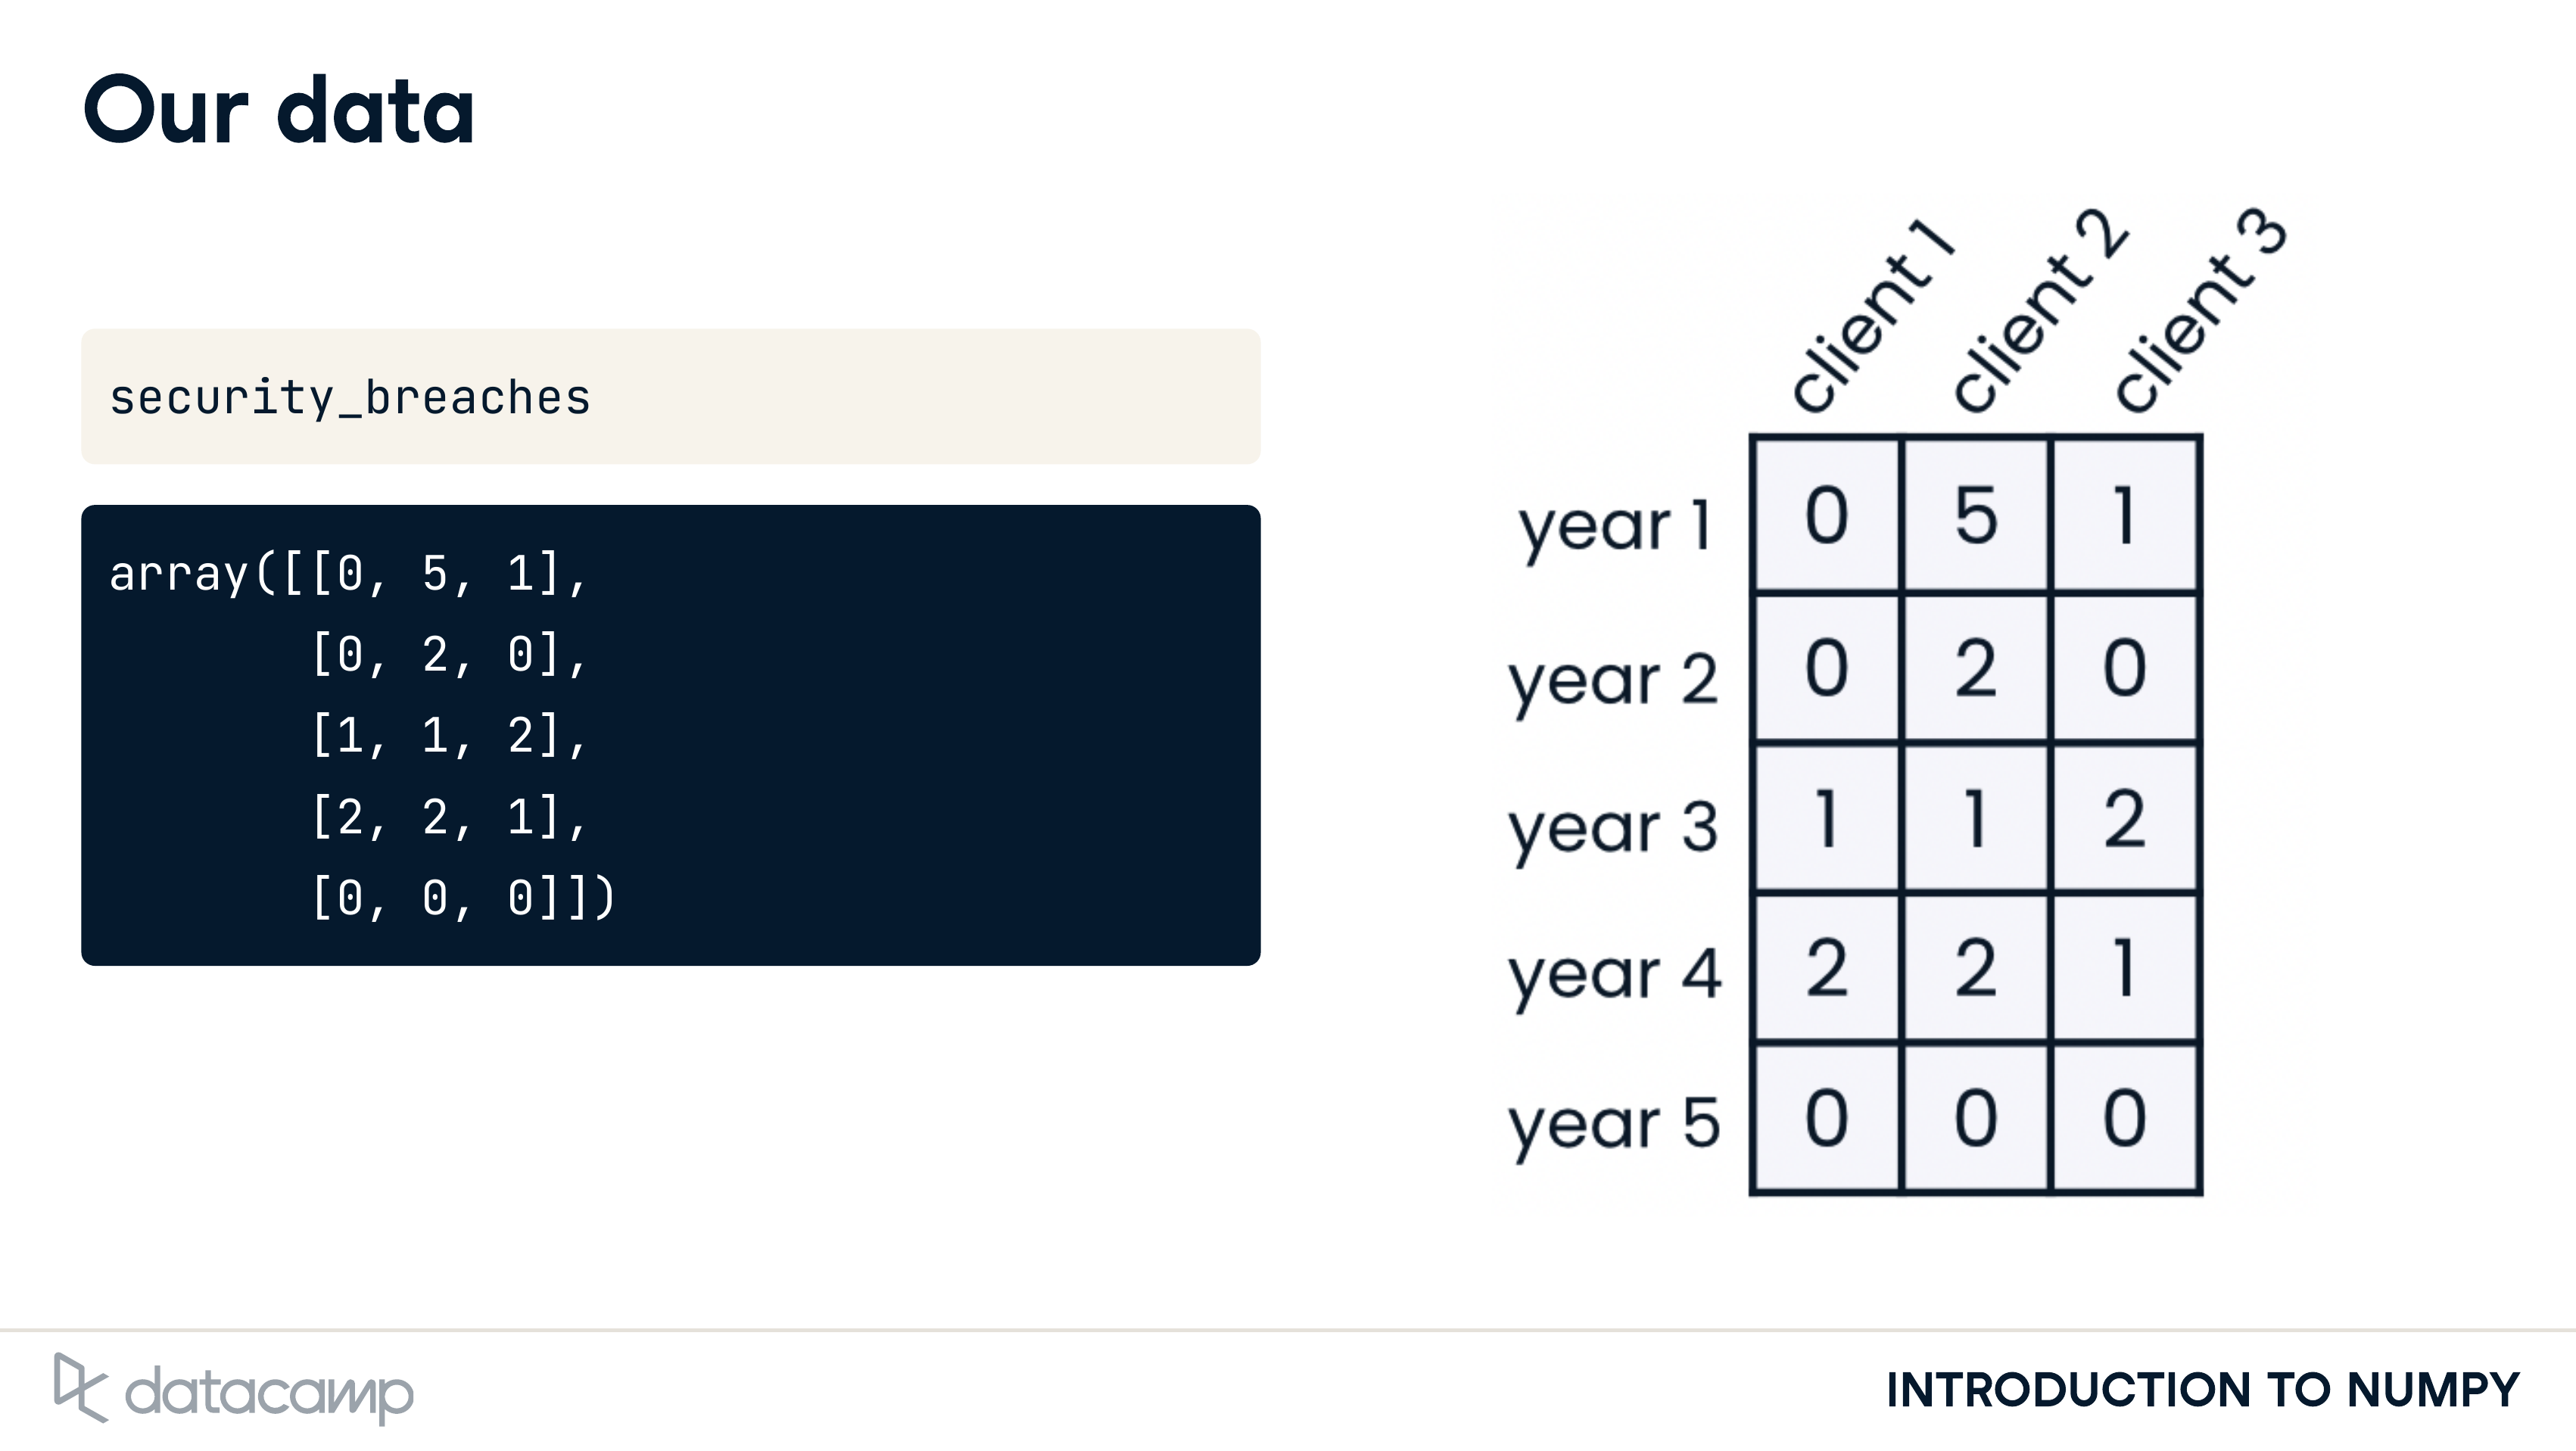 Our data
security_breaches
array([[0, 5, 1],
       [0, 2, 0],
       [1, 1, 2],
       [2, 2, 1],
       [0, 0, 0]])
client 1 client 2 client 3
year 1 0 5 1
year 2 0 2 0
year 3 1 1 2
year 4 2 2 1
year 5 0 0 0
datacamp
INTRODUCTION TO NUMPY